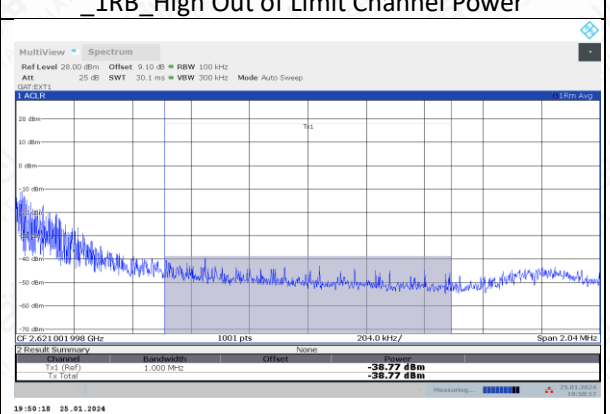 _1RB_High Out of Limit Channel Power
MultiView Spectrum
Ref Level 28.00 dBm Offset 9.10 dB RBW 100 kHz
Att 25 dB SWT 30.1 ms VBW 300 kHz Mode Auto Sweep
GAT:EXT1
1 ACLR 1Rm Avg
20 dBm
Tx1
10 dBm
0 dBm
-10 dBm
-40 dBm
-50 dBm
-60 dBm
-70 dBm
CF 2.621001998 GHz 1001 pts 204.0 kHz/ Span 2.04 MHz
2 Result Summary None
Channel Bandwidth Offset Power
Tx1 (Ref) 1.000 MHz -38.77 dBm
Tx Total -38.77 dBm
Measuring... 25.01.2024
19:50:17
19:50:18 25.01.2024